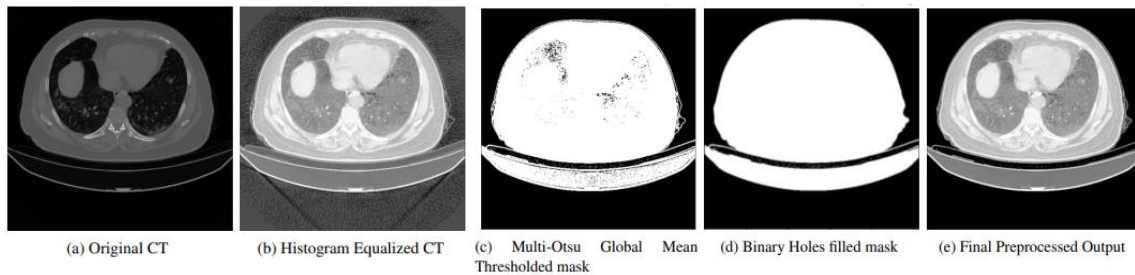 (a) Original CT
(b) Histogram Equalized CT
(c) Multi-Otsu Global Mean
Thresholded mask
(d) Binary Holes filled mask
(e) Final Preprocessed Output